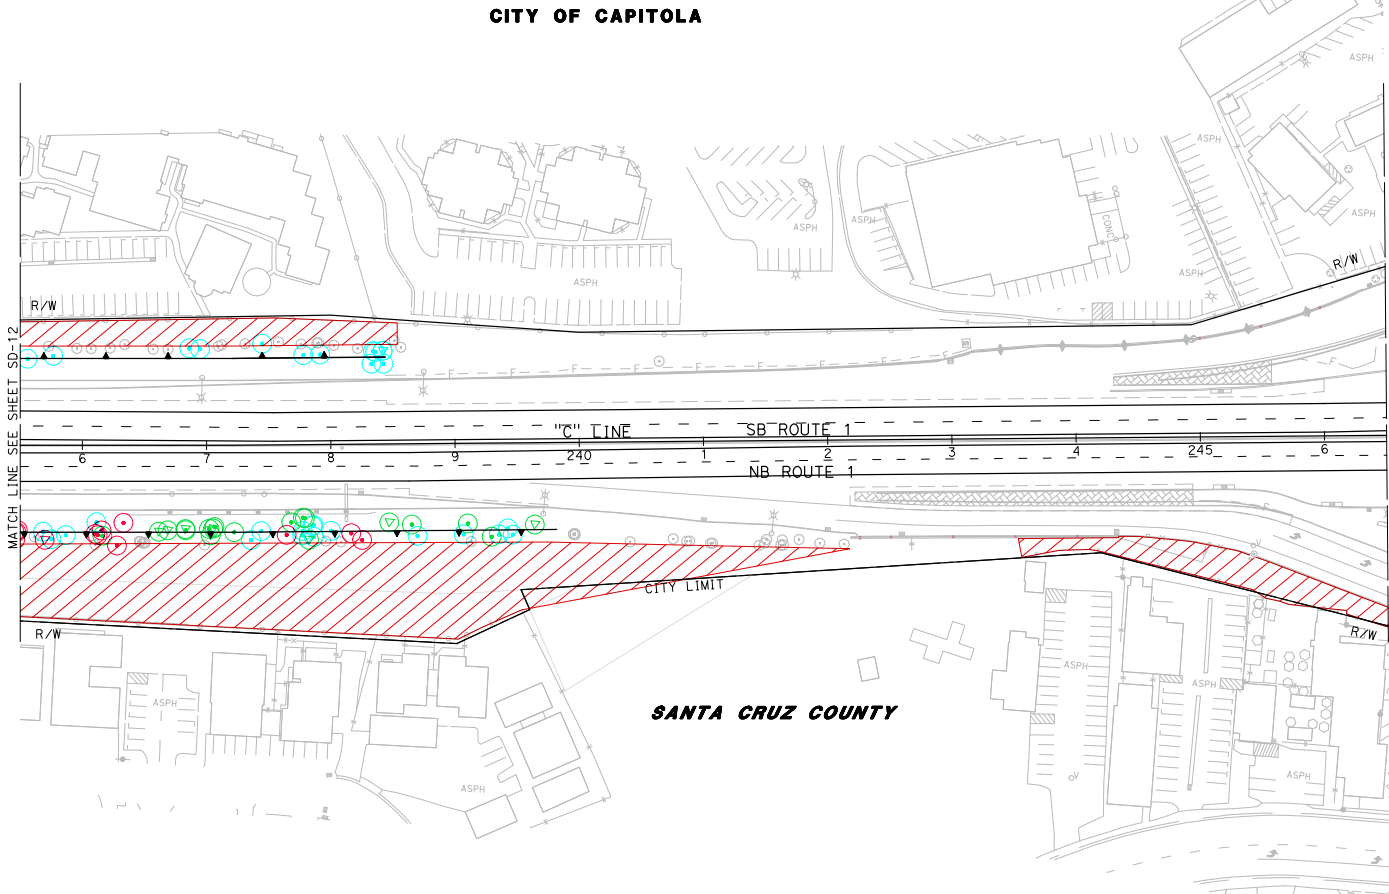 CITY OF CAPITOLA
ASPH
ASPH
ASPH
ASPH
ASPH
CONC
R/W
ASPH
ASPH
R/W
MATCH LINE SEE SHEET SD-12
F F F F F F
F
"C" LINE SB ROUTE 1
6 7 8 9 240 1 2 3 4 245 6
NB ROUTE 1
F
V
CITY LIMIT
R/W
R/W
ASPH
ASPH
ASPH
SANTA CRUZ COUNTY
V
ASPH
ASPH